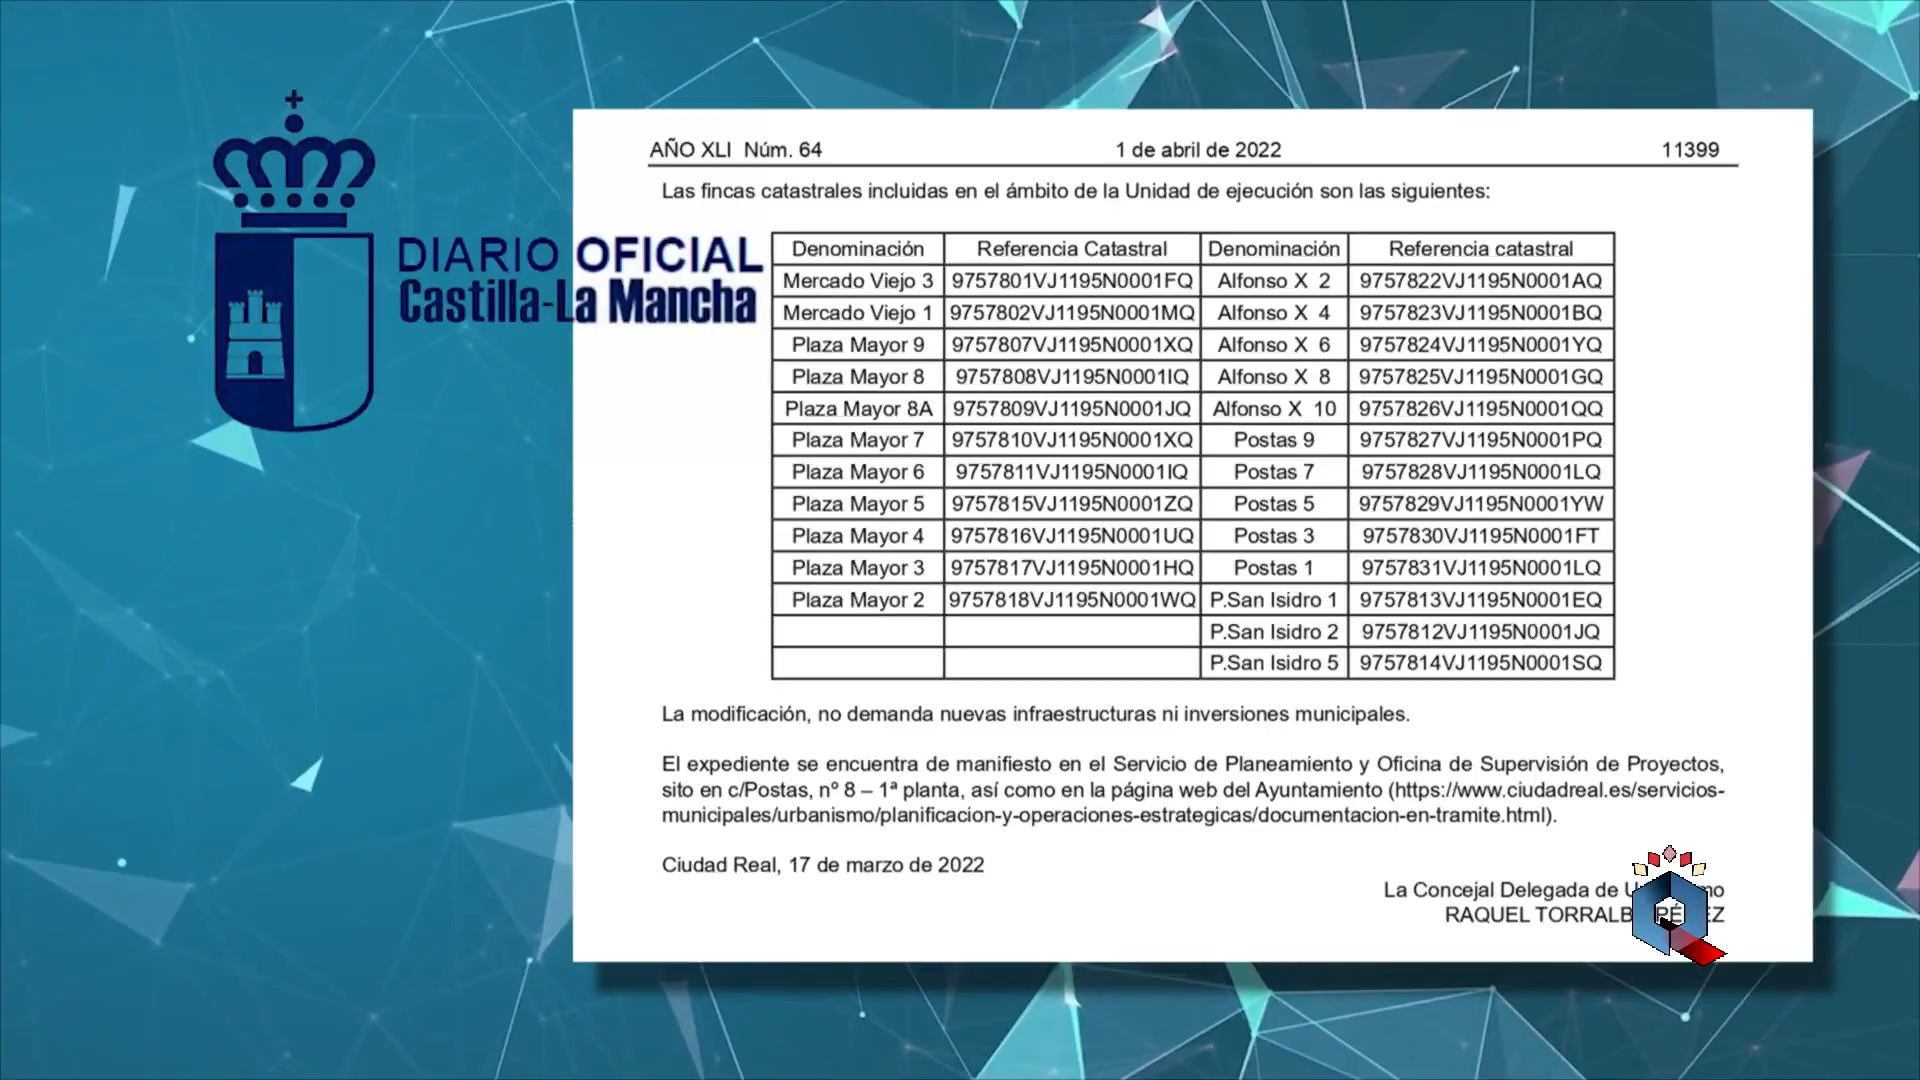 DIARIO OFICIAL
Castilla-La Mancha
AÑO XLI Núm. 64 1 de abril de 2022 11399
Las fincas catastrales incluidas en el ámbito de la Unidad de ejecución son las siguientes:
Denominación Referencia Catastral Denominación Referencia catastral
Mercado Viejo 3 9757801VJ1195N0001FQ Alfonso X 2 9757822VJ1195N0001AQ
Mercado Viejo 1 9757802VJ1195N0001MQ Alfonso X 4 9757823VJ1195N0001BQ
Plaza Mayor 9 9757807VJ1195N0001XQ Alfonso X 6 9757824VJ1195N0001YQ
Plaza Mayor 8 9757808VJ1195N0001IQ Alfonso X 8 9757825VJ1195N0001GQ
Plaza Mayor 8A 9757809VJ1195N0001JQ Alfonso X 10 9757826VJ1195N0001QQ
Plaza Mayor 7 9757810VJ1195N0001XQ Postas 9 9757827VJ1195N0001PQ
Plaza Mayor 6 9757811VJ1195N0001IQ Postas 7 9757828VJ1195N0001LQ
Plaza Mayor 5 9757815VJ1195N0001ZQ Postas 5 9757829VJ1195N0001YW
Plaza Mayor 4 9757816VJ1195N0001UQ Postas 3 9757830VJ1195N0001FT
Plaza Mayor 3 9757817VJ1195N0001HQ Postas 1 9757831VJ1195N0001LQ
Plaza Mayor 2 9757818VJ1195N0001WQ P.San Isidro 1 9757813VJ1195N0001EQ
P.San Isidro 2 9757812VJ1195N0001JQ
P.San Isidro 5 9757814VJ1195N0001SQ
La modificación, no demanda nuevas infraestructuras ni inversiones municipales.
El expediente se encuentra de manifiesto en el Servicio de Planeamiento y Oficina de Supervisión de Proyectos,
sito en c/Postas, nº 8 – 1ª planta, así como en la página web del Ayuntamiento (https://www.ciudadreal.es/servicios-
municipales/urbanismo/planificacion-y-operaciones-estrategicas/documentacion-en-tramite.html).
Ciudad Real, 17 de marzo de 2022
La Concejal Delegada de
RAQUEL